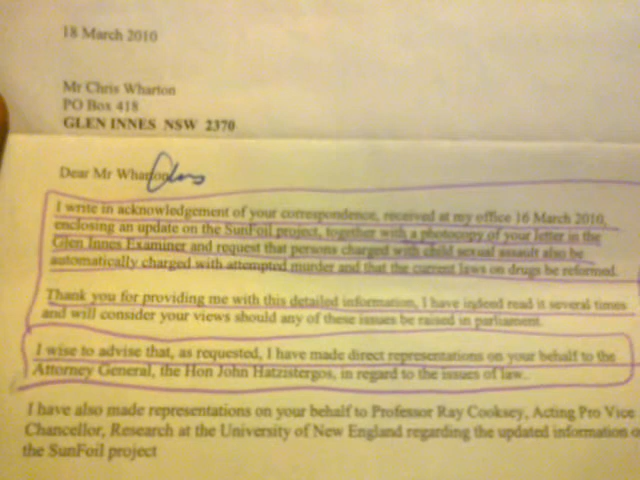 18 March 2010
Mr Chris Wharton
PO Box 418
GLEN INNES NSW 2370
Dear Mr Wharton
Chris
I write in acknowledgement of your correspondence, received at my office 16 March 2010,
enclosing an update on the SunFoil project, together with a photocopy of your letter in the
Glen Innes Examiner and request that persons charged with child sexual assault also be
automatically charged with attempted murder and that the current laws on drugs be reformed.
Thank you for providing me with this detailed information, I have indeed read it several times
and will consider your views should any of these issues be raised in parliament.
I wise to advise that, as requested, I have made direct representations on your behalf to the
Attorney General, the Hon John Hatzistergos, in regard to the issues of law..
I have also made representations on your behalf to Professor Ray Cooksey, Acting Pro Vice
Chancellor, Research at the University of New England regarding the updated information
the SunFoil project